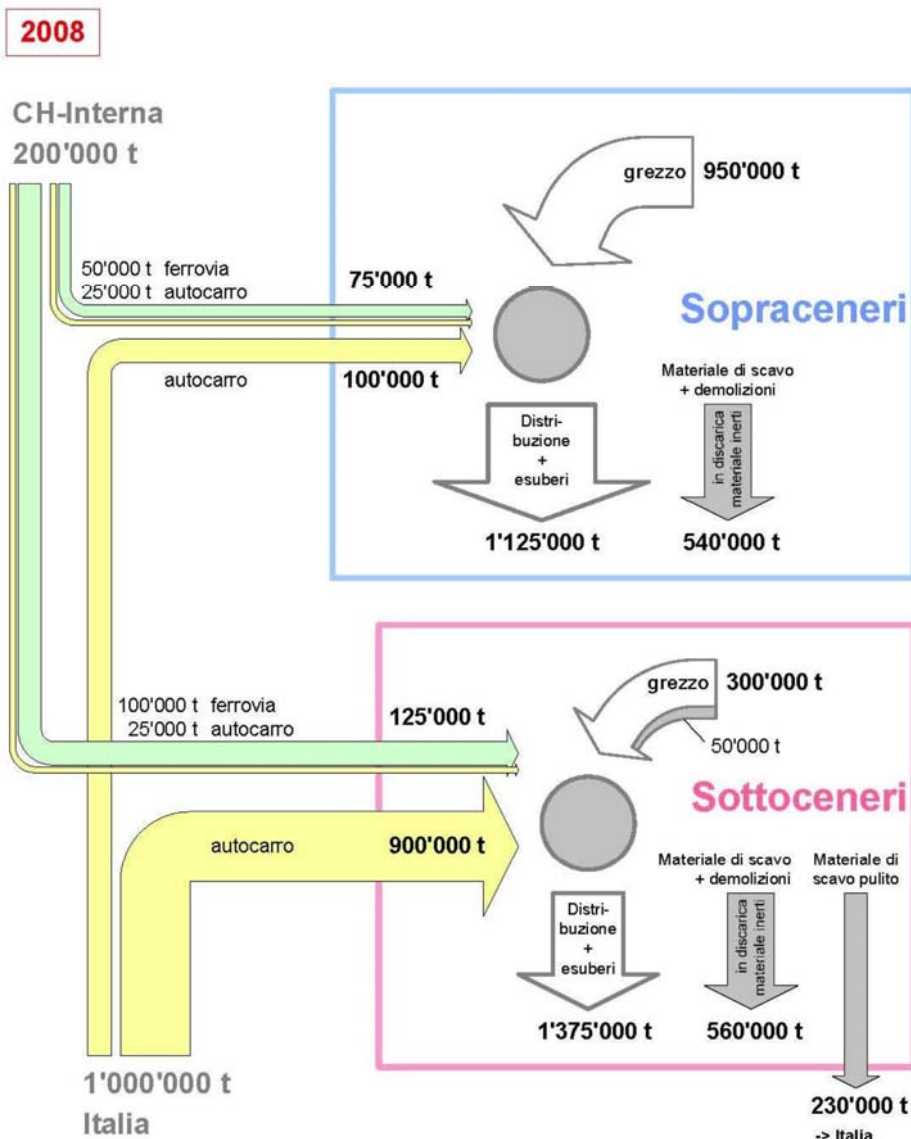 2008
CH-Interna
200'000 t
grezzo 950'000 t
50'000 t ferrovia
25'000 t autocarro
75'000 t
Sopraceneri
autocarro
100'000 t
Materiale di scavo
+ demolizioni
Distri-
buzione
+
esuberi
in discarica
materiale inerti
1'125'000 t
540'000 t
grezzo 300'000 t
50'000 t
100'000 t ferrovia
25'000 t autocarro
125'000 t
Sottoceneri
autocarro
900'000 t
Materiale di scavo
+ demolizioni
Materiale di
scavo pulito
Distri-
buzione
+
esuberi
in discarica
materiale inerti
1'375'000 t
560'000 t
1'000'000 t
Italia
230'000 t
-> Italia